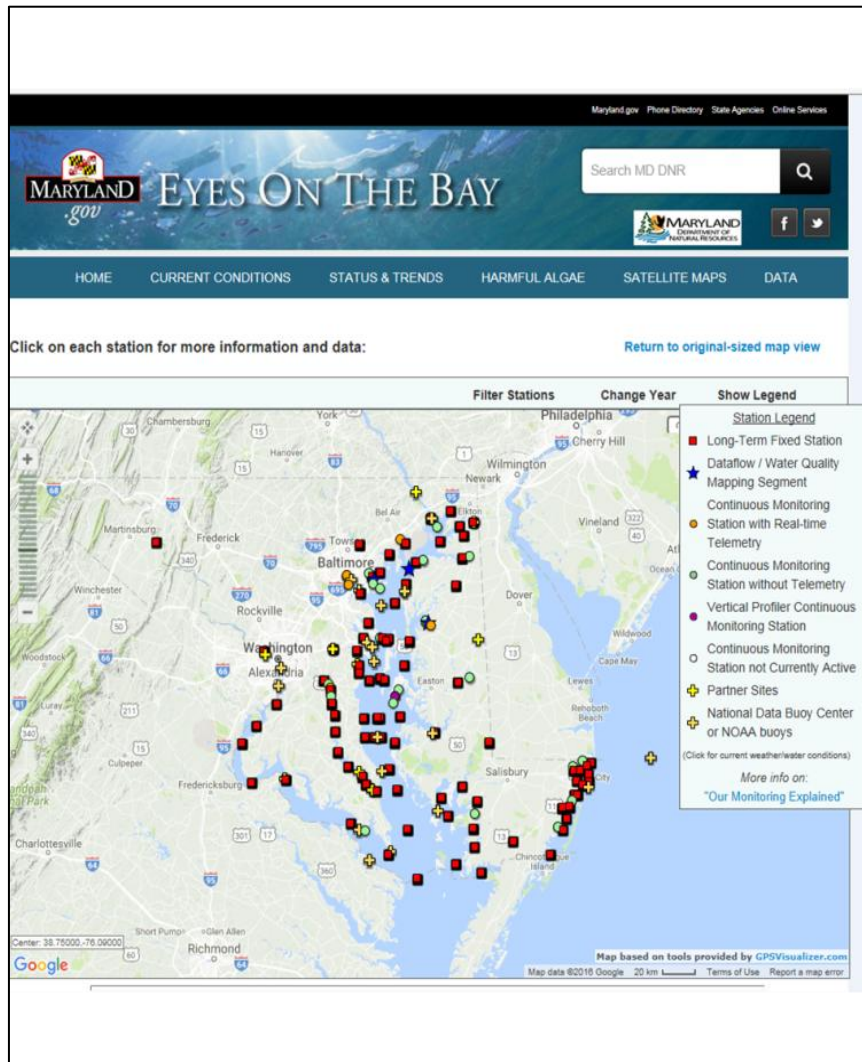 Maryland.gov Phone Directory State Agencies Online Services
MARYLAND
.gov
EYES ON THE BAY
Search MD DNR
MARYLAND
DEPARTMENT OF
NATURAL RESOURCES
HOME CURRENT CONDITIONS STATUS & TRENDS HARMFUL ALGAE SATELLITE MAPS DATA
Click on each station for more information and data:
Return to original-sized map view
Filter Stations Change Year Show Legend
Station Legend
Long-Term Fixed Station
Dataflow / Water Quality
Mapping Segment
Continuous Monitoring
Station with Real-time
Telemetry
Continuous Monitoring
Station without Telemetry
Vertical Profiler Continuous
Monitoring Station
Continuous Monitoring
Station not Currently Active
Partner Sites
National Data Buoy Center
or NOAA buoys
(Click for current weather/water conditions)
More info on:
"Our Monitoring Explained"
Chambersburg
York
Philadelphia
Cherry Hill
Hanover
Wilmington
Newark
Bel Air
Elkton
Vineland
Martinsburg
Frederick
Baltimore
Dover
Winchester
Rockville
Wildwood
Cape May
Woodstock
Washington
Alexandria
Easton
Lewes
Rehoboth
Beach
Luray
Culpeper
Salisbury
City
Fredericksburg
Charlottesville
Chincoteague
Island
Short Pump
Glen Allen
Richmond
Center: 38.75000,-76.09000
Google
Map based on tools provided by GPSVisualizer.com
Map data ©2016 Google 20 km Terms of Use Report a map error